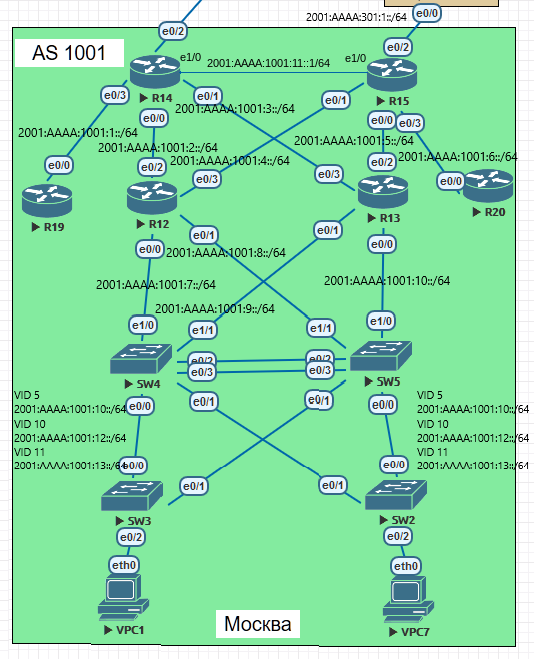 2001:AAAA:301:1::/64
e0/0
e0/2
AS 1001
e0/2
e1/0
2001:AAAA:1001:11::1/64
e1/0
R14
R15
e0/3
e0/1
e0/1
2001:AAAA:1001:3::/64
e0/0
e0/0
e0/3
2001:AAAA:1001:1::/64
2001:AAAA:1001:2::/64
2001:AAAA:1001:5::/64
2001:AAAA:1001:4::/64
2001:AAAA:1001:6::/64
e0/0
e0/2
e0/3
e0/3
e0/2
e0/0
R19
R12
R13
R20
e0/0
e0/1
e0/1
e0/0
2001:AAAA:1001:8::/64
2001:AAAA:1001:7::/64
2001:AAAA:1001:10::/64
2001:AAAA:1001:9::/64
e1/0
e1/1
e1/1
e1/0
e0/2
e0/3
e0/2
e0/3
SW4
SW5
VID 5
2001:AAAA:1001:10::/64
VID 10
2001:AAAA:1001:12::/64
VID 11
2001:AAAA:1001:13::/64
e0/0
e0/1
e0/1
e0/0
VID 5
2001:AAAA:1001:10::/64
VID 10
2001:AAAA:1001:12::/64
VID 11
2001:AAAA:1001:13::/64
e0/0
e0/1
e0/1
e0/0
SW3
SW2
e0/2
e0/2
eth0
eth0
VPC1
VPC7
Москва